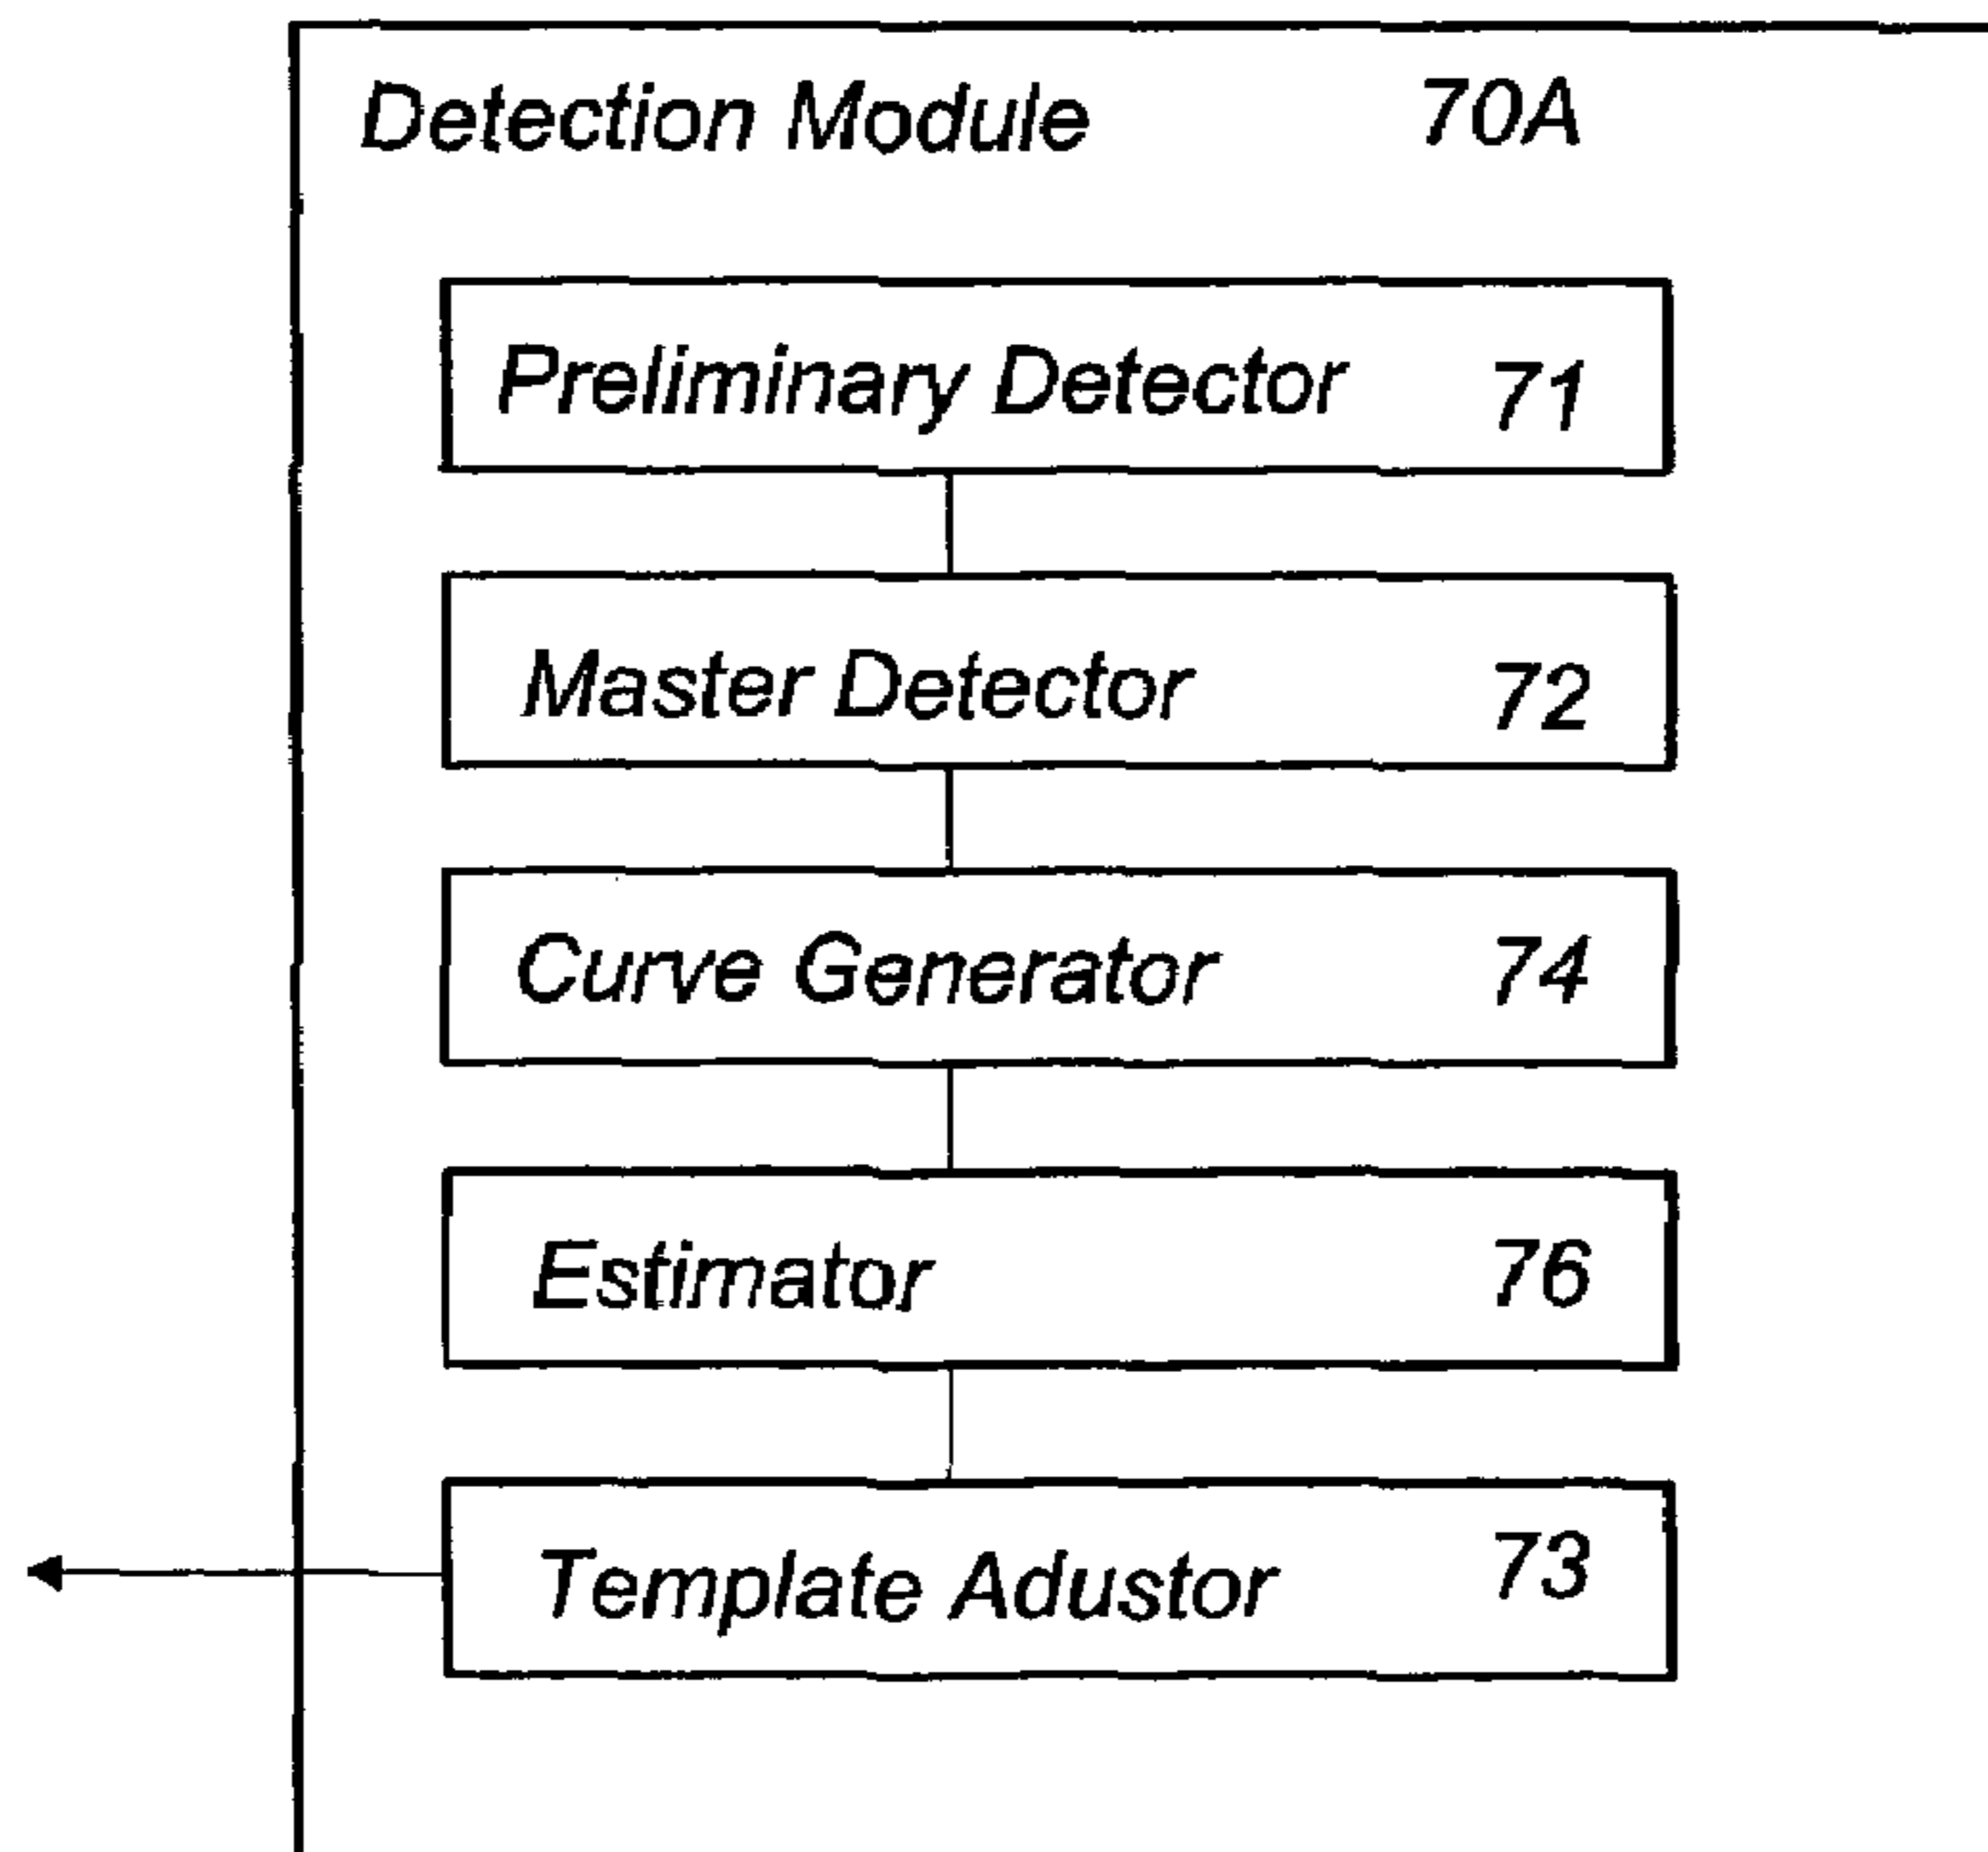 Detection Module 70A
Preliminary Detector 71
Master Detector 72
Curve Generator 74
Estimator 76
Template Adustor 73